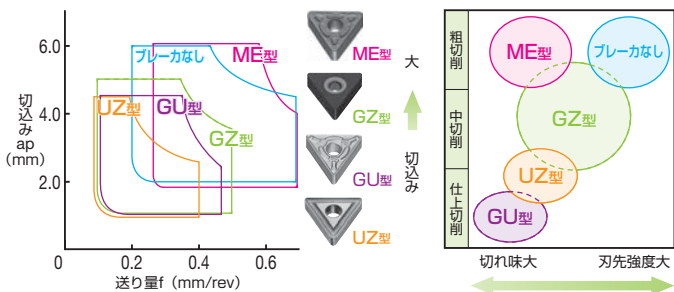 6.0
4.0
2.0
0
0.2
0.4
0.6
切込みap
(mm)
送り量f（mm/rev）
ブレーカなし
ME型
UZ型
GU型
GZ型
ME型
GZ型
GU型
UZ型
大
切込み
粗切削
中切削
仕上切削
ME型
ブレーカなし
GZ型
UZ型
GU型
切れ味大
刃先強度大